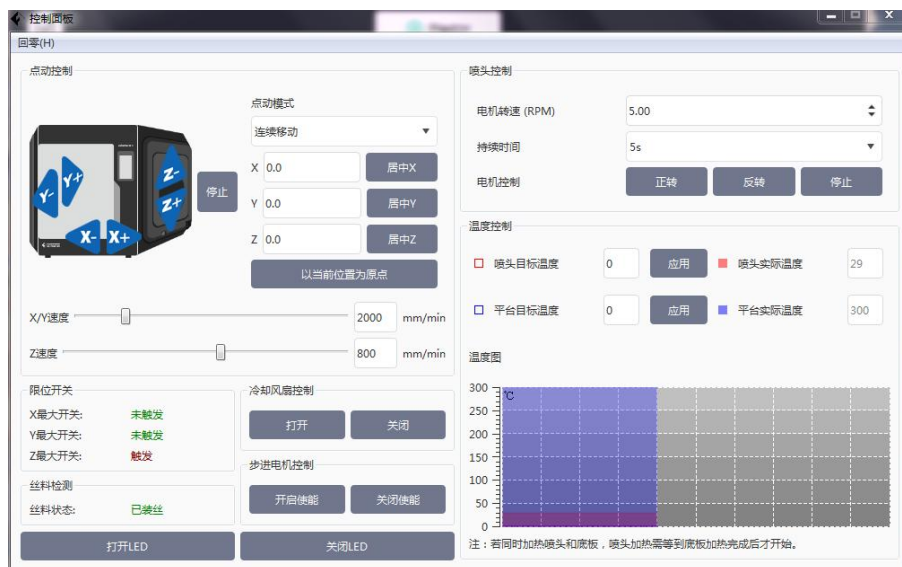 控制面板
回零(H)
点动控制
点动模式
连续移动
X 0.0 居中X
Y 0.0 居中Y
Z 0.0 居中Z
以当前位置为原点
Y- Y+ Z- Z+ X- X+
停止
X/Y速度 2000 mm/min
Z速度 800 mm/min
限位开关
X最大开关: 未触发
Y最大开关: 未触发
Z最大开关: 触发
丝料检测
丝料状态: 已装丝
冷却风扇控制
打开 关闭
步进电机控制
开启使能 关闭使能
打开LED 关闭LED
喷头控制
电机转速 (RPM) 5.00
持续时间 5s
电机控制 正转 反转 停止
温度控制
喷头目标温度 0 应用 喷头实际温度 29
平台目标温度 0 应用 平台实际温度 300
温度图
300
℃
250
200
150
100
50
0
注：若同时加热喷头和底板，喷头加热需等到底板加热完成后才开始。